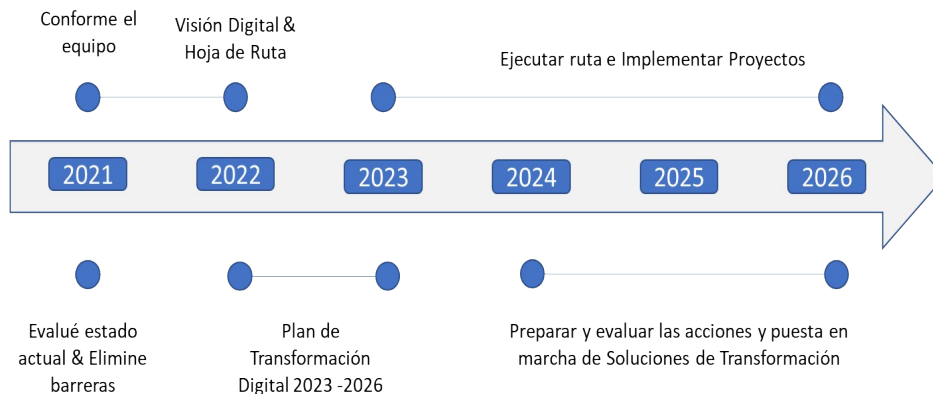 Conforme el
equipo
Visión Digital &
Hoja de Ruta
Ejecutar ruta e Implementar Proyectos
2021
2022
2023
2024
2025
2026
Evalué estado
actual & Elimine
barreras
Plan de
Transformación
Digital 2023 -2026
Preparar y evaluar las acciones y puesta en
marcha de Soluciones de Transformación